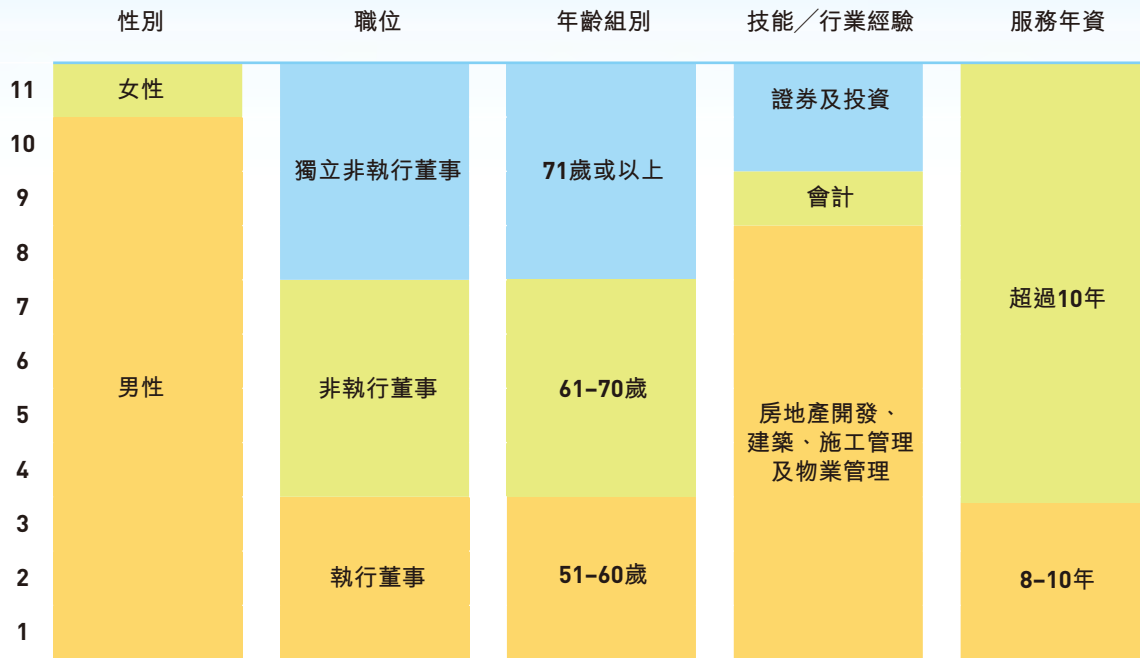 性別 職位 年齡組別 技能／行業經驗 服務年資
11 女性 證券及投資
10
獨立非執行董事 71歲或以上
9 會計
8
7 超過10年
6
男性 非執行董事 61–70歲
5 房地產開發、
建築、施工管理
4 及物業管理
3
2 執行董事 51–60歲 8–10年
1